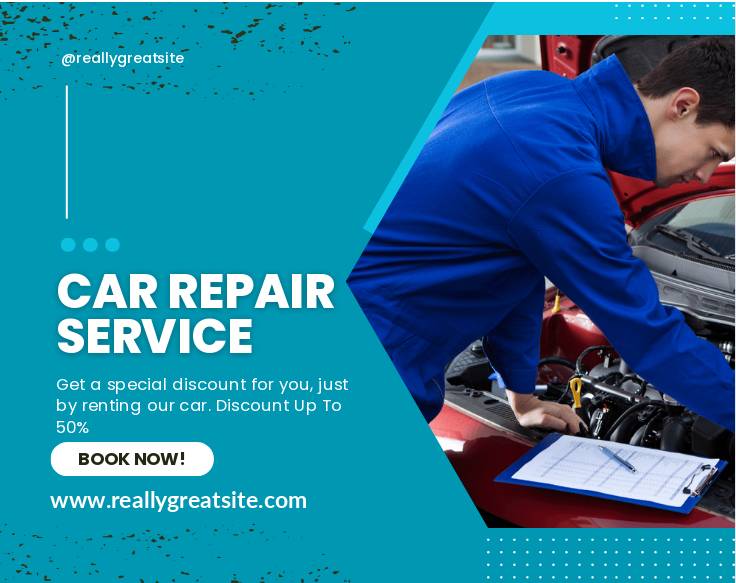 @reallygreatsite
CAR REPAIR
SERVICE
Get a special discount for you, just
by renting our car. Discount Up To
50%
BOOK NOW!
www.reallygreatsite.com